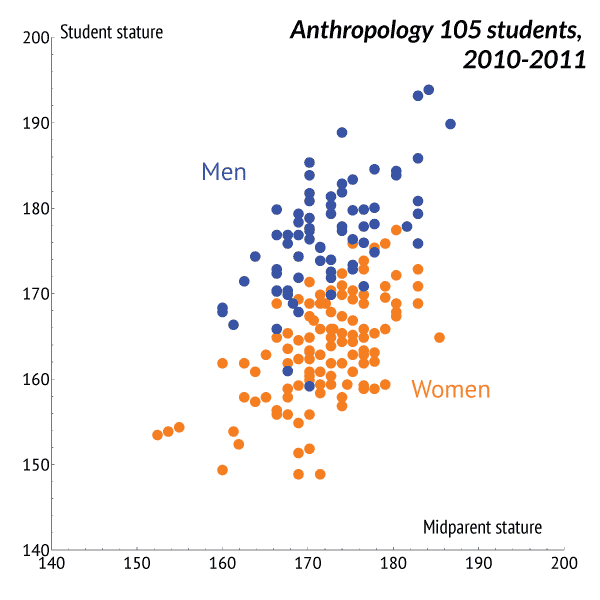 Anthropology 105 students,
2010-2011
Student stature
200
190
Men
180
170
160
Women
150
Midparent stature
140
140 150 160 170 180 190 200